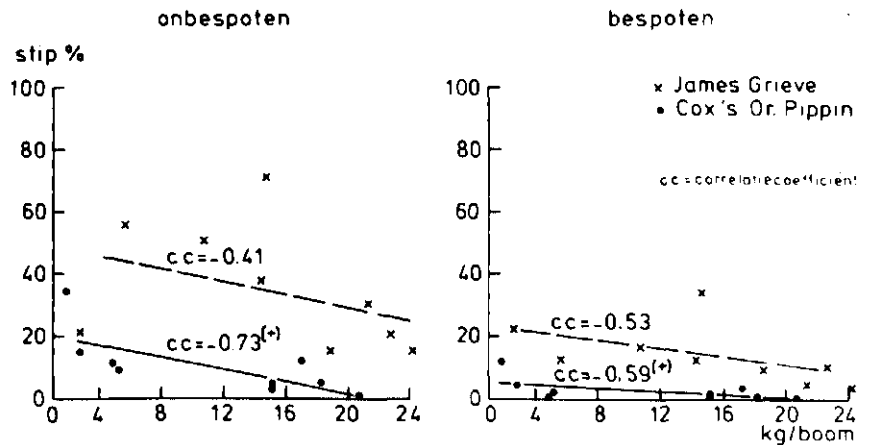 onbespoten
stip %
100
80
60
40
20
0
cc=-0.41
cc=-0.73(+)
0 4 8 12 16 20 24
bespoten
100
80
60
40
20
0
x James Grieve
• Cox's Or. Pippin
cc=correlatiecoëfficiënt
cc=-0.53
cc=-0,59(+)
0 4 8 12 16 20 24
kg/boom